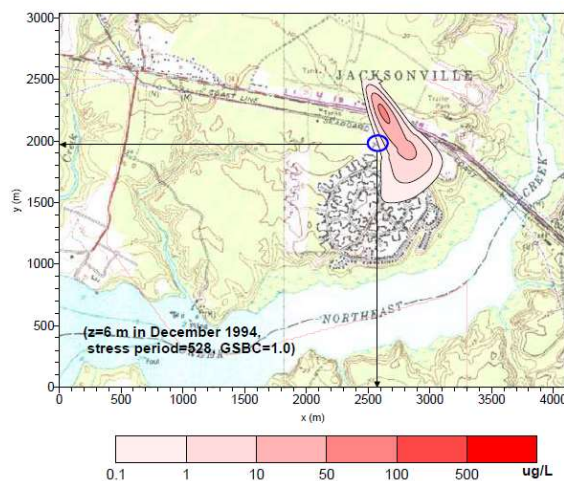 3000
2500
2000
1500
1000
500
0
y (m)
JACKSONVILLE
COAST LINE
SEABOARD
Creek
CREEK
NORTHEAST
(z=6 m in December 1994,
stress period=528, GSBC=1.0)
0 500 1000 1500 2000 2500 3000 3500 4000
x (m)
0.1 1 10 50 100 500 ug/L